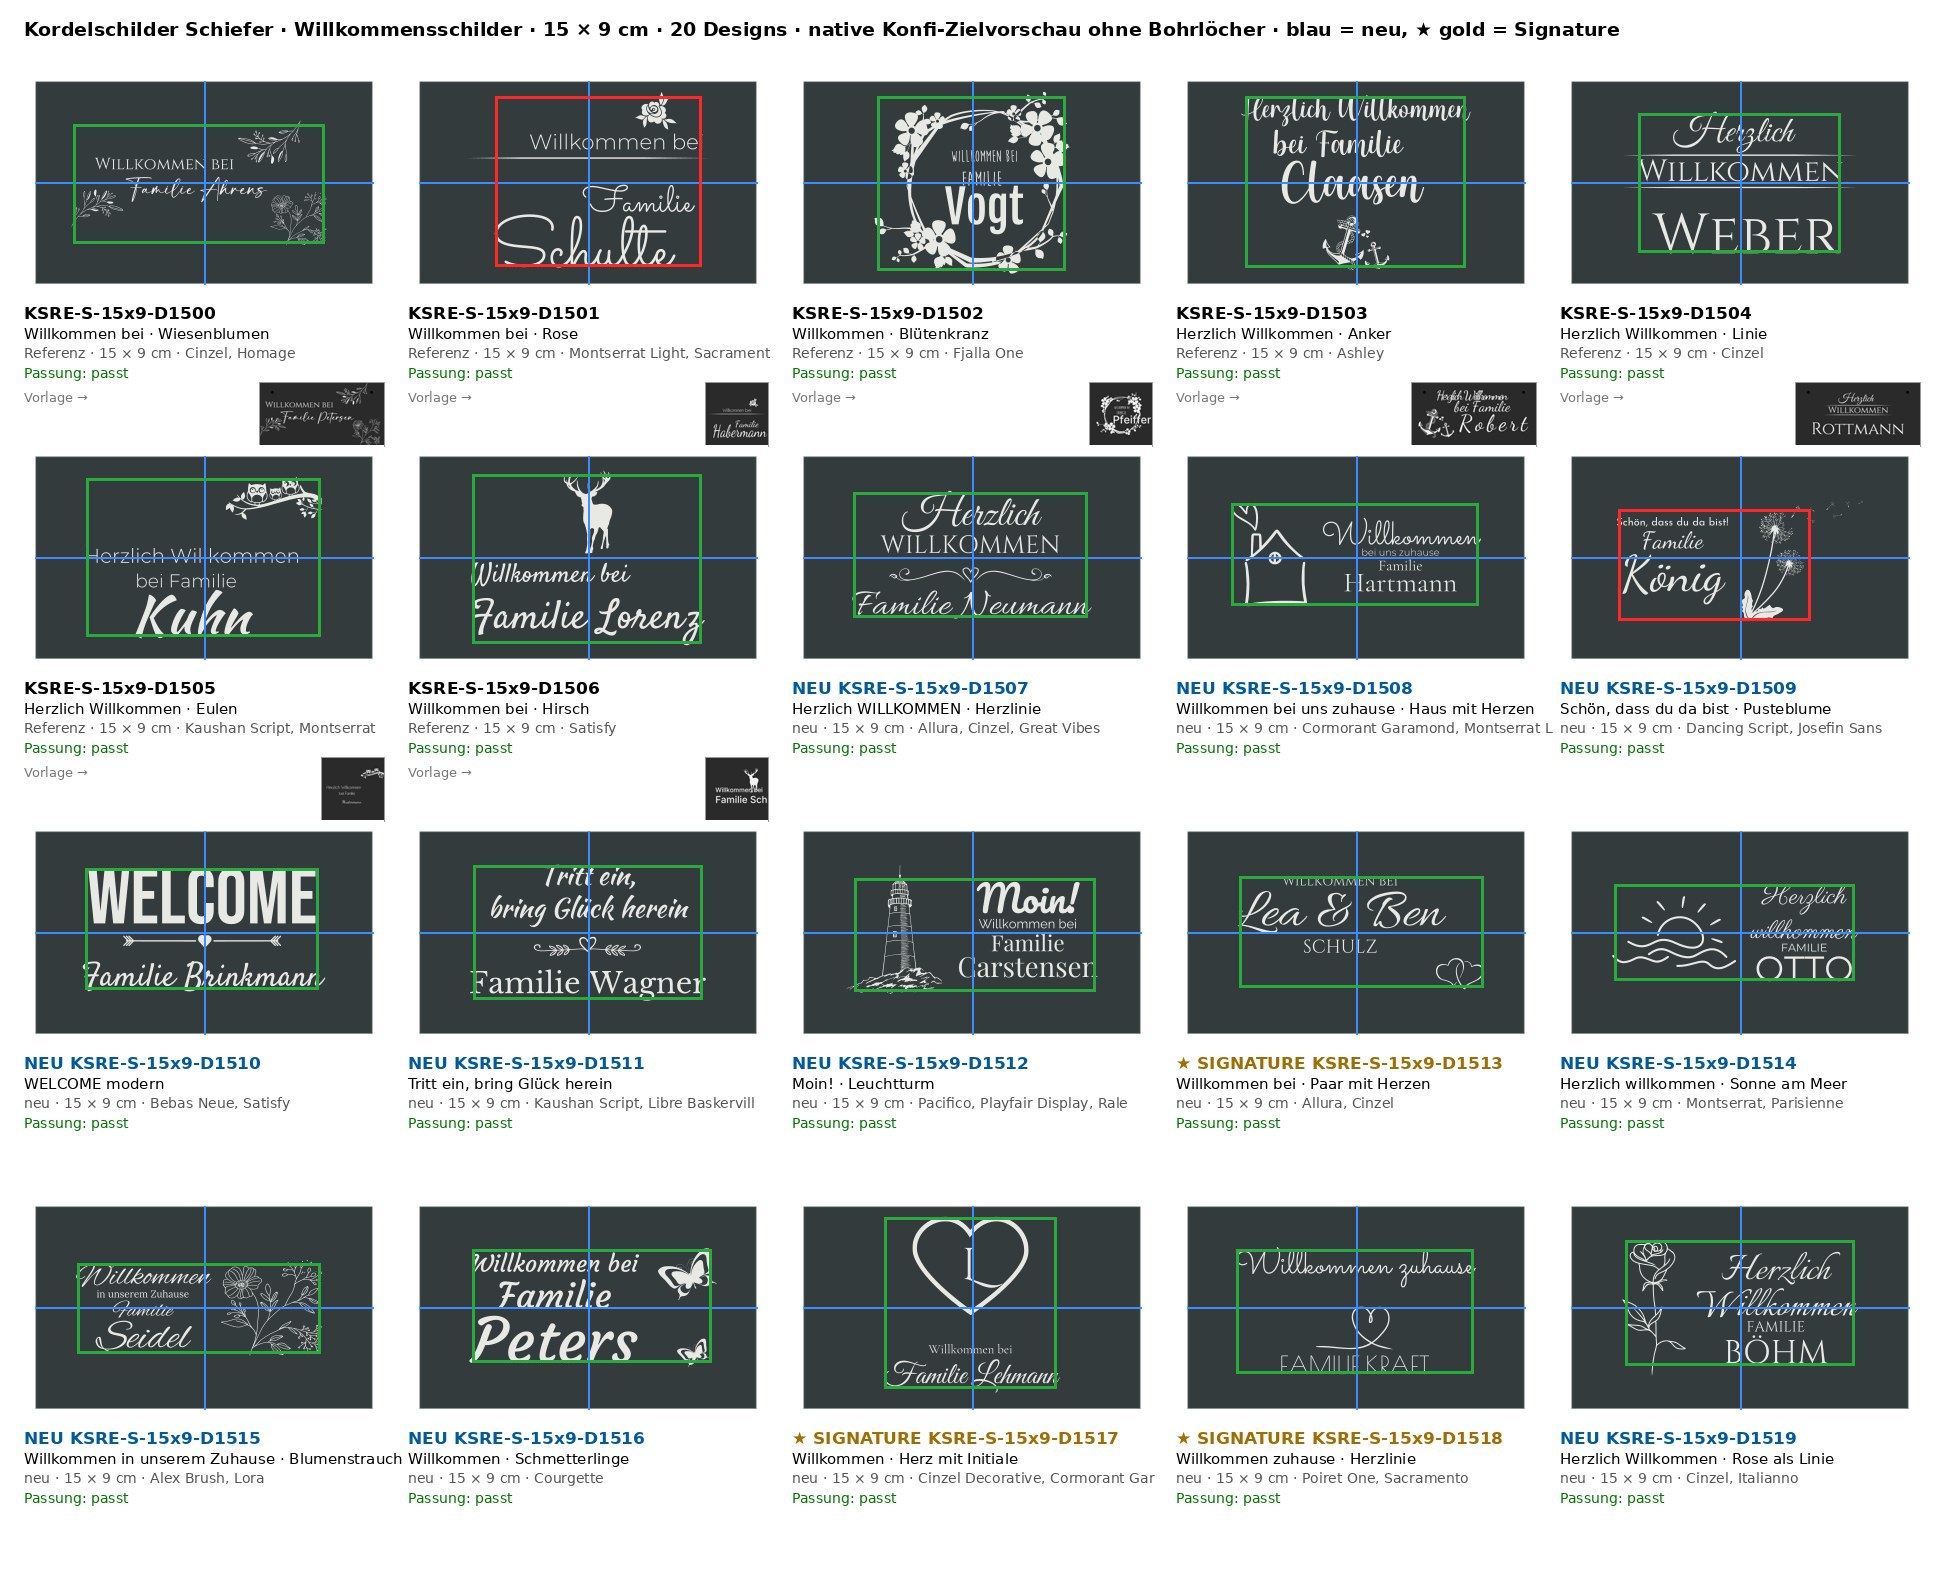 Kordelschilder Schiefer · Willkommensschilder · 15 × 9 cm · 20 Designs · native Konfi-Zielvorschau ohne Bohrlöcher · blau = neu, ★ gold = Signature
WILLKOMMEN BEI
Familie Ahrens
KSRE-S-15x9-D1500
Willkommen bei · Wiesenblumen
Referenz · 15 × 9 cm · Cinzel, Homage
Passung: passt
Vorlage →
WILLKOMMEN BEI
Familie Petersen
Willkommen bei
Familie
Schulte
KSRE-S-15x9-D1501
Willkommen bei · Rose
Referenz · 15 × 9 cm · Montserrat Light, Sacrament
Passung: passt
Vorlage →
Willkommen bei
Familie
Habermann
WILLKOMMEN BEI
FAMILIE
Vogt
KSRE-S-15x9-D1502
Willkommen · Blütenkranz
Referenz · 15 × 9 cm · Fjalla One
Passung: passt
Vorlage →
Pfeiffer
Herzlich Willkommen
bei Familie
Claasen
KSRE-S-15x9-D1503
Herzlich Willkommen · Anker
Referenz · 15 × 9 cm · Ashley
Passung: passt
Vorlage →
Herzlich Willkommen
bei Familie
Robert
Herzlich
WILLKOMMEN
WEBER
KSRE-S-15x9-D1504
Herzlich Willkommen · Linie
Referenz · 15 × 9 cm · Cinzel
Passung: passt
Vorlage →
Herzlich
WILLKOMMEN
ROTTMANN
Herzlich Willkommen
bei Familie
Kuhn
KSRE-S-15x9-D1505
Herzlich Willkommen · Eulen
Referenz · 15 × 9 cm · Kaushan Script, Montserrat
Passung: passt
Vorlage →
Willkommen bei
Familie Lorenz
KSRE-S-15x9-D1506
Willkommen bei · Hirsch
Referenz · 15 × 9 cm · Satisfy
Passung: passt
Vorlage →
Willkommen bei
Familie Sch
Herzlich
WILLKOMMEN
Familie Neumann
NEU KSRE-S-15x9-D1507
Herzlich WILLKOMMEN · Herzlinie
neu · 15 × 9 cm · Allura, Cinzel, Great Vibes
Passung: passt
Willkommen
bei uns zuhause
Familie
Hartmann
NEU KSRE-S-15x9-D1508
Willkommen bei uns zuhause · Haus mit Herzen
neu · 15 × 9 cm · Cormorant Garamond, Montserrat L
Passung: passt
Schön, dass du da bist!
Familie
König
NEU KSRE-S-15x9-D1509
Schön, dass du da bist · Pusteblume
neu · 15 × 9 cm · Dancing Script, Josefin Sans
Passung: passt
WELCOME
Familie Brinkmann
NEU KSRE-S-15x9-D1510
WELCOME modern
neu · 15 × 9 cm · Bebas Neue, Satisfy
Passung: passt
Tritt ein,
bring Glück herein
Familie Wagner
NEU KSRE-S-15x9-D1511
Tritt ein, bring Glück herein
neu · 15 × 9 cm · Kaushan Script, Libre Baskervill
Passung: passt
Moin!
Willkommen bei
Familie
Carstensen
NEU KSRE-S-15x9-D1512
Moin! · Leuchtturm
neu · 15 × 9 cm · Pacifico, Playfair Display, Rale
Passung: passt
WILLKOMMEN BEI
Lea & Ben
SCHULZ
★ SIGNATURE KSRE-S-15x9-D1513
Willkommen bei · Paar mit Herzen
neu · 15 × 9 cm · Allura, Cinzel
Passung: passt
Herzlich
willkommen
FAMILIE
OTTO
NEU KSRE-S-15x9-D1514
Herzlich willkommen · Sonne am Meer
neu · 15 × 9 cm · Montserrat, Parisienne
Passung: passt
Willkommen
in unserem Zuhause
Familie
Seidel
NEU KSRE-S-15x9-D1515
Willkommen in unserem Zuhause · Blumenstrauch
neu · 15 × 9 cm · Alex Brush, Lora
Passung: passt
Willkommen bei
Familie
Peters
NEU KSRE-S-15x9-D1516
Willkommen · Schmetterlinge
neu · 15 × 9 cm · Courgette
Passung: passt
L
Willkommen bei
Familie Lehmann
★ SIGNATURE KSRE-S-15x9-D1517
Willkommen · Herz mit Initiale
neu · 15 × 9 cm · Cinzel Decorative, Cormorant Gar
Passung: passt
Willkommen zuhause
FAMILIE KRAFT
★ SIGNATURE KSRE-S-15x9-D1518
Willkommen zuhause · Herzlinie
neu · 15 × 9 cm · Poiret One, Sacramento
Passung: passt
Herzlich
Willkommen
FAMILIE
BÖHM
NEU KSRE-S-15x9-D1519
Herzlich Willkommen · Rose als Linie
neu · 15 × 9 cm · Cinzel, Italianno
Passung: passt